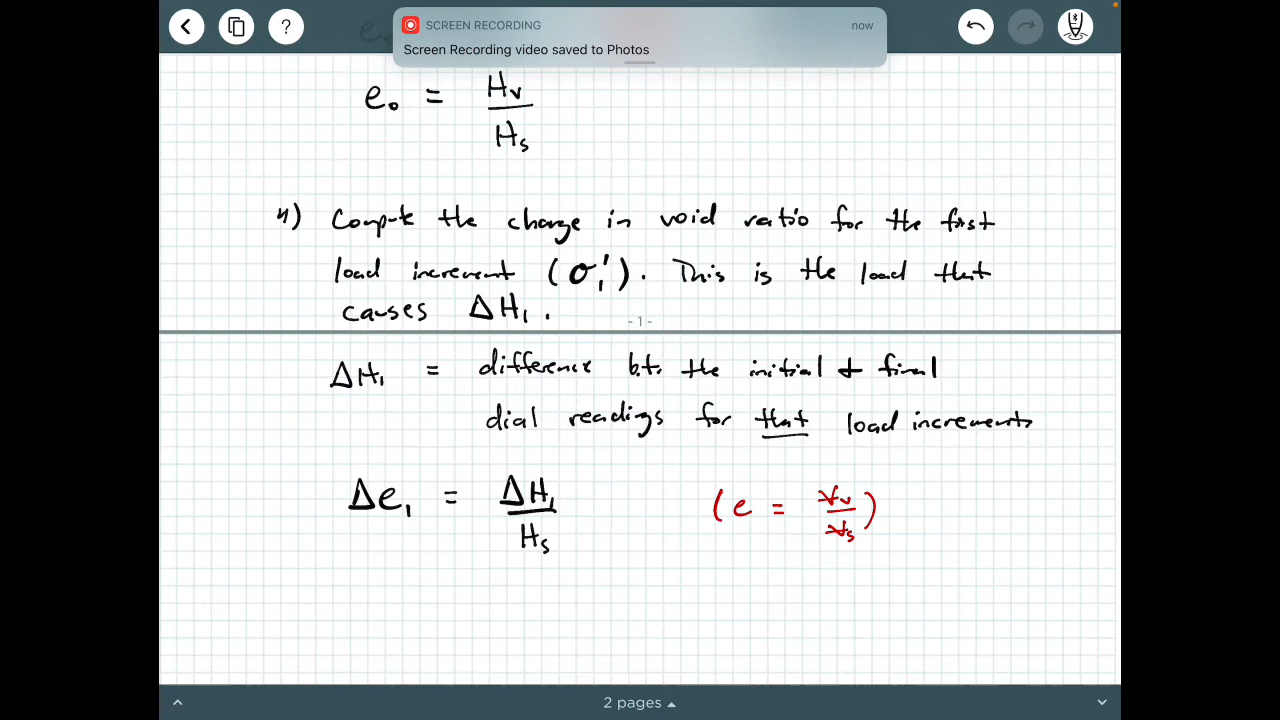 SCREEN RECORDING now
Screen Recording video saved to Photos
e₀ = Hv / Hs
4) Compute the change in void ratio for the first
load increment (σ₁'). This is the load that
causes ΔH₁.
- 1 -
ΔH₁ = difference b.t. the initial & final
dial readings for that load increments
Δe₁ = ΔH₁ / Hs (e = Vv / Vs)
2 pages